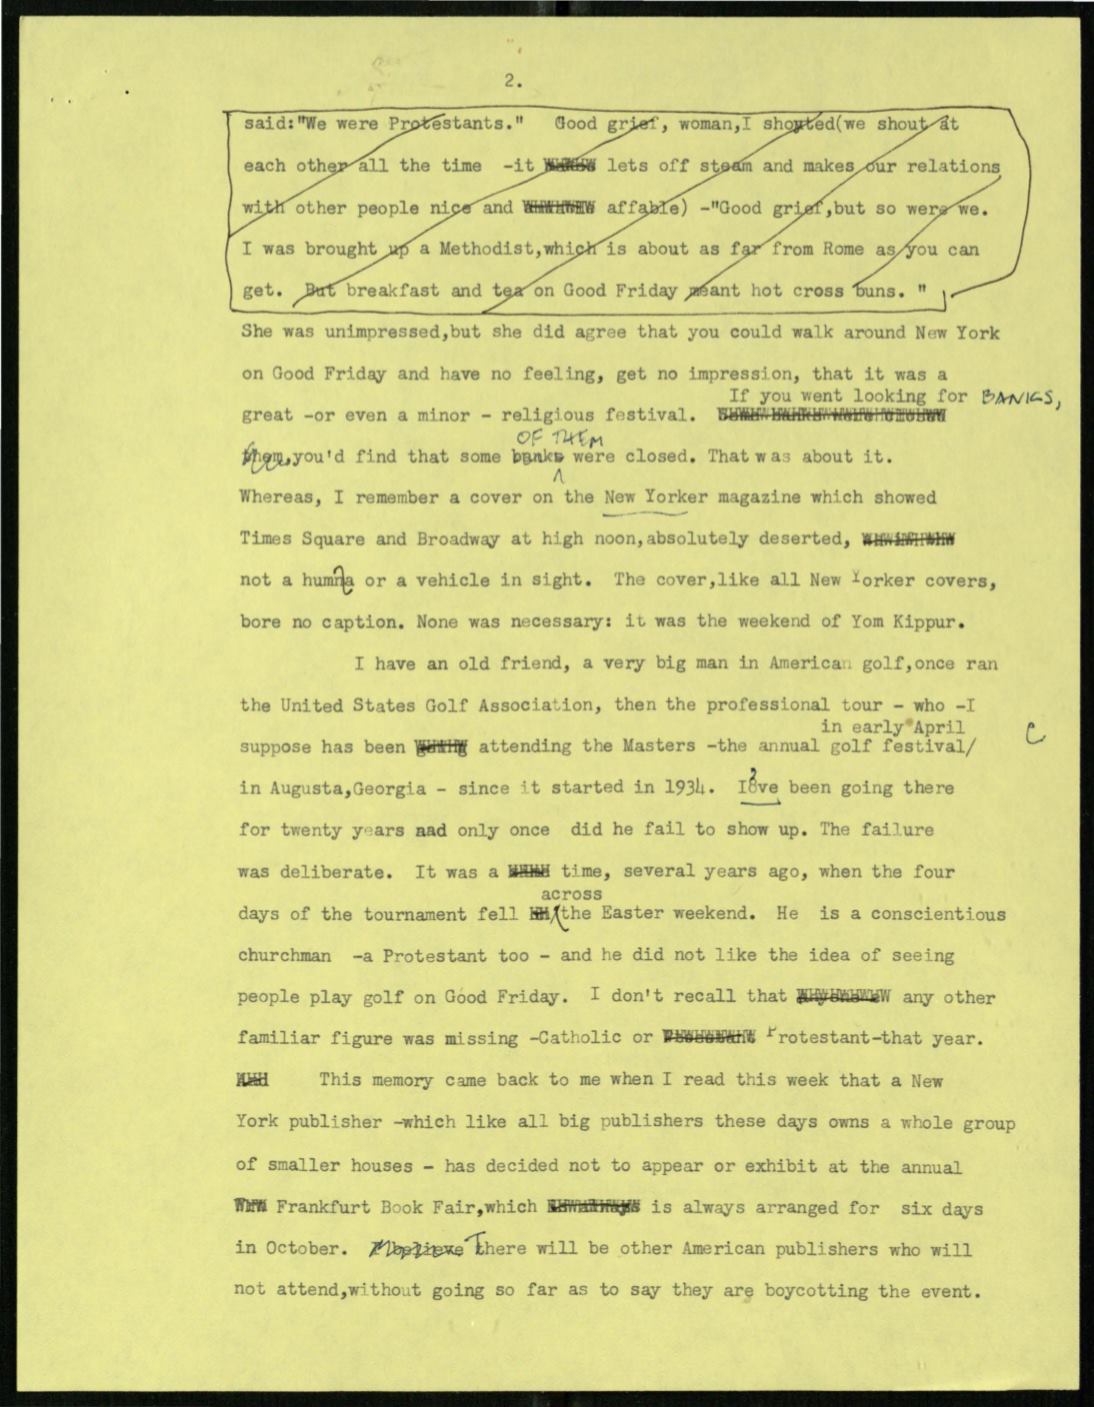 2.
said:"We were Protestants."   Good grief, woman,I shouted(we shout at
each other all the time  -it lets off steam and makes our relations
with other people nice and affable) -"Good grief,but so were we.
I was brought up a Methodist,which is about as far from Rome as you can
get.  But breakfast and tea on Good Friday meant hot cross buns. "
She was unimpressed,but she did agree that you could walk around New York
on Good Friday and have no feeling, get no impression, that it was a
If you went looking for BANKS,
great -or even a minor - religious festival.
OF THEM
them,you'd find that some banks were closed. That was about it.
Whereas, I remember a cover on the New Yorker magazine which showed
Times Square and Broadway at high noon,absolutely deserted,
not a humna or a vehicle in sight.  The cover,like all New Yorker covers,
bore no caption. None was necessary: it was the weekend of Yom Kippur.
I have an old friend, a very big man in American golf,once ran
the United States Golf Association, then the professional tour - who -I
in early April
suppose has been attending the Masters -the annual golf festival/ C
in Augusta,Georgia - since it started in 1934.  I've been going there
for twenty years aad only once  did he fail to show up. The failure
was deliberate.  It was a time, several years ago, when the four
across
days of the tournament fell the Easter weekend.  He  is a conscientious
churchman  -a Protestant too - and he did not like the idea of seeing
people play golf on Good Friday.  I don't recall that any other
familiar figure was missing -Catholic or Protestant-that year.
This memory came back to me when I read this week that a New
York publisher -which like all big publishers these days owns a whole group
of smaller houses - has decided not to appear or exhibit at the annual
Frankfurt Book Fair,which is always arranged for  six days
in October.  I believe There will be other American publishers who will
not attend,without going so far as to say they are boycotting the event.